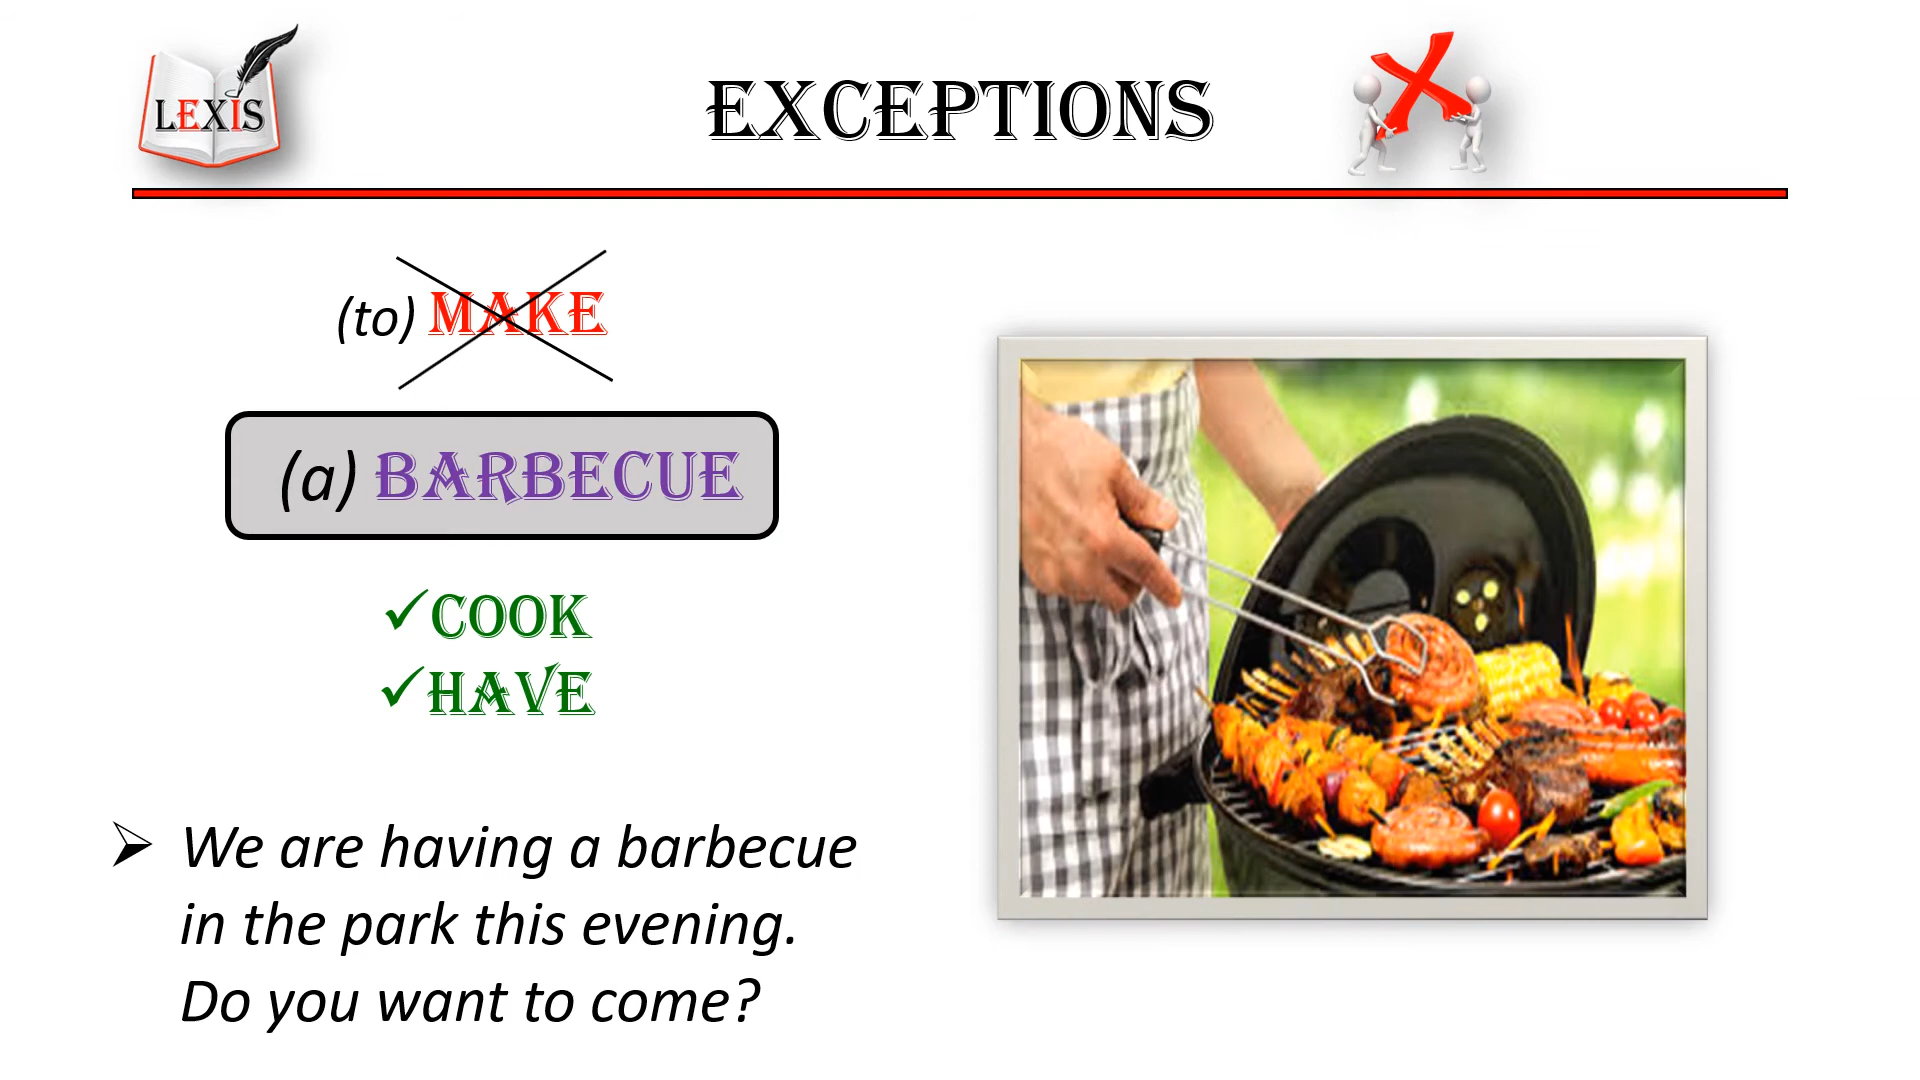 LEXIS
EXCEPTIONS
(to) MAKE
(a) BARBECUE
✓COOK
✓HAVE
➢ We are having a barbecue
in the park this evening.
Do you want to come?